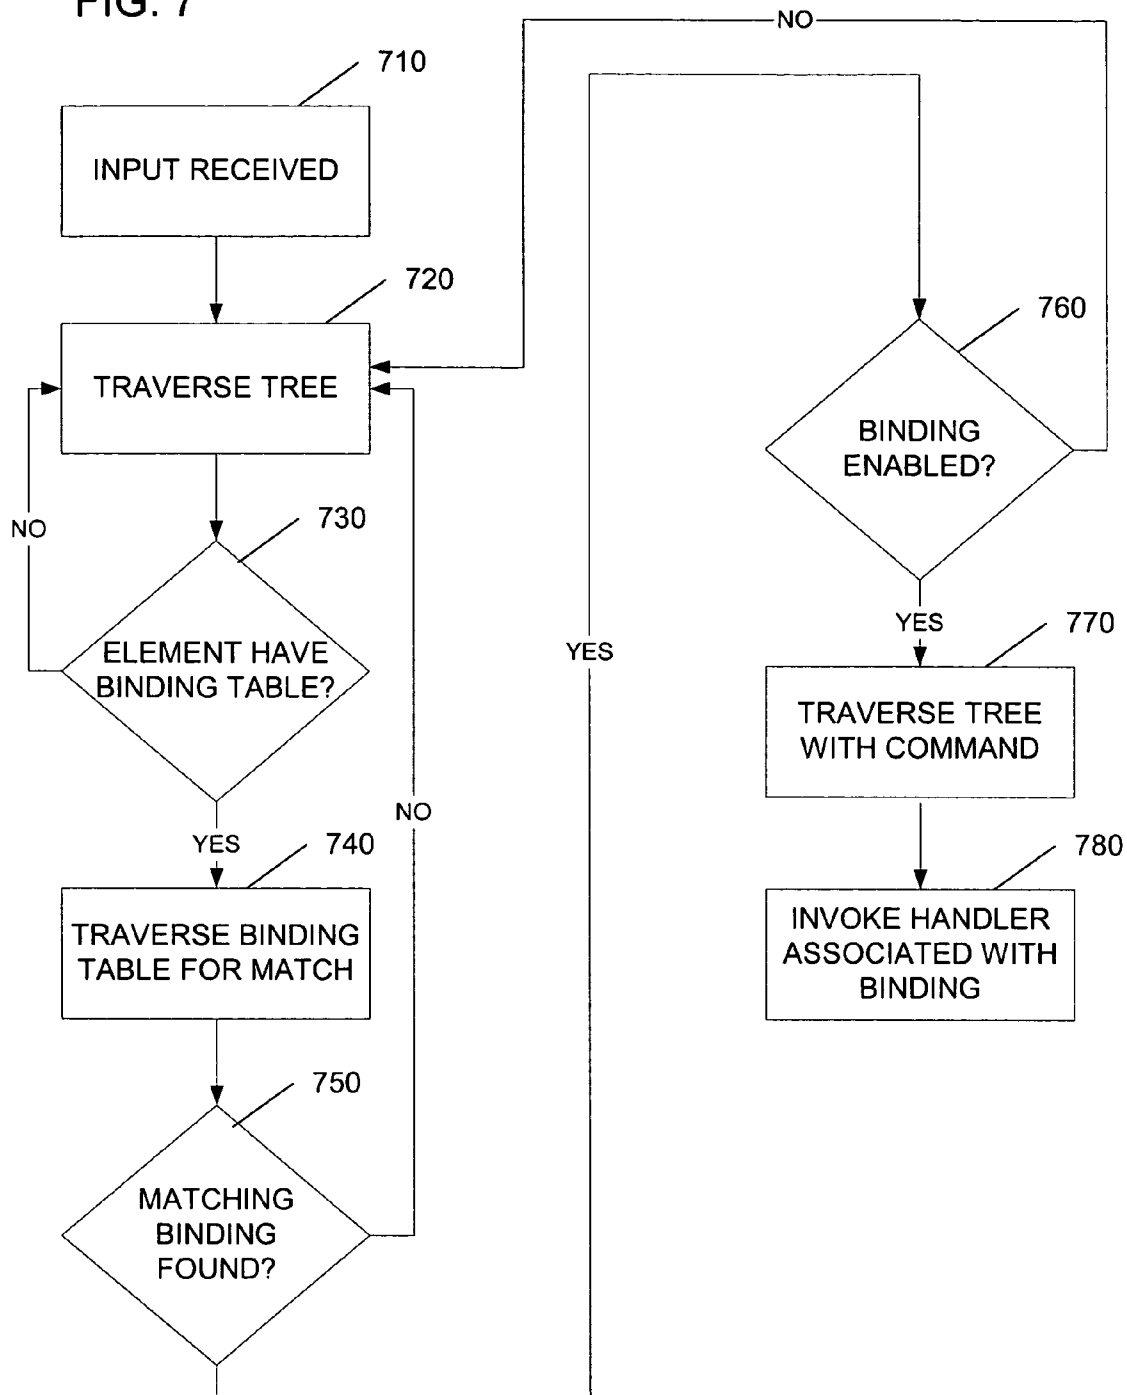 FIG. 7
NO
710
INPUT RECEIVED
720
TRAVERSE TREE
NO
730
ELEMENT HAVE
BINDING TABLE?
YES
740
TRAVERSE BINDING
TABLE FOR MATCH
NO
750
MATCHING
BINDING
FOUND?
YES
760
BINDING
ENABLED?
YES
770
TRAVERSE TREE
WITH COMMAND
780
INVOKE HANDLER
ASSOCIATED WITH
BINDING